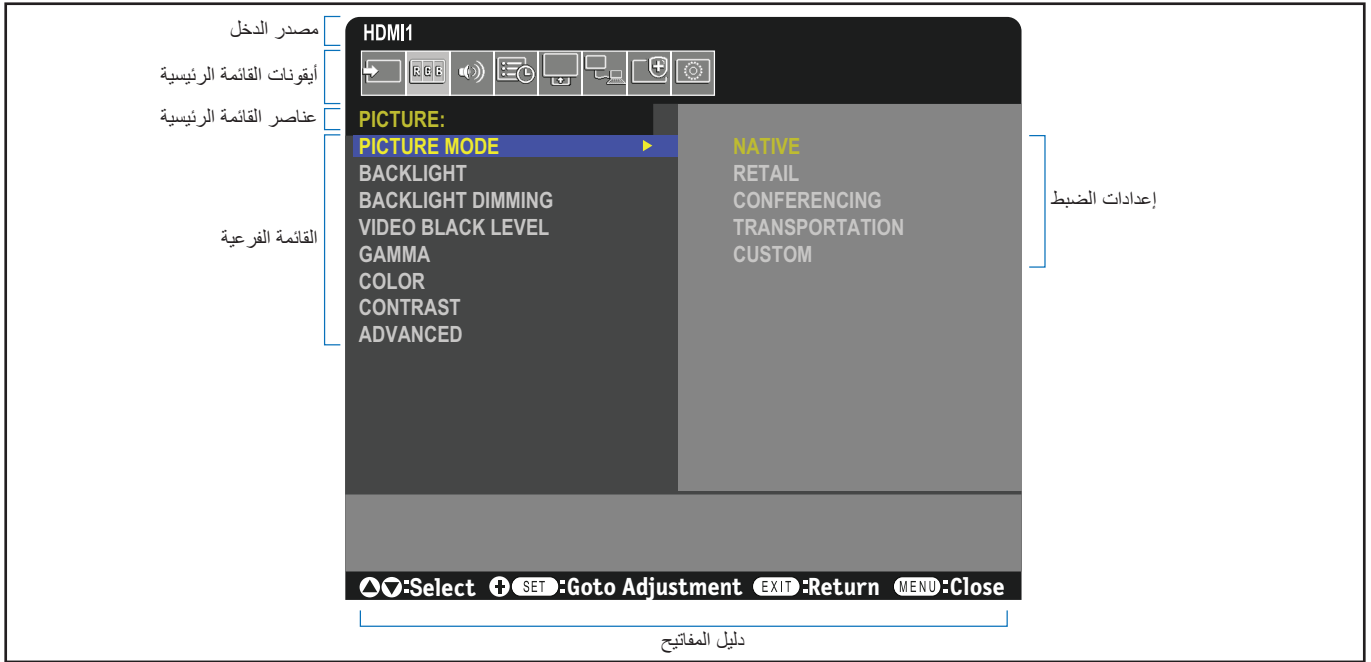 مصدر الدخل
HDMI1
أيقونات القائمة الرئيسية
RGB
عناصر القائمة الرئيسية
PICTURE:
PICTURE MODE
NATIVE
BACKLIGHT
RETAIL
BACKLIGHT DIMMING
CONFERENCING
إعدادات الضبط
VIDEO BLACK LEVEL
TRANSPORTATION
القائمة الفرعية
GAMMA
CUSTOM
COLOR
CONTRAST
ADVANCED
:Select SET:Goto Adjustment EXIT:Return MENU:Close
دليل المفاتيح